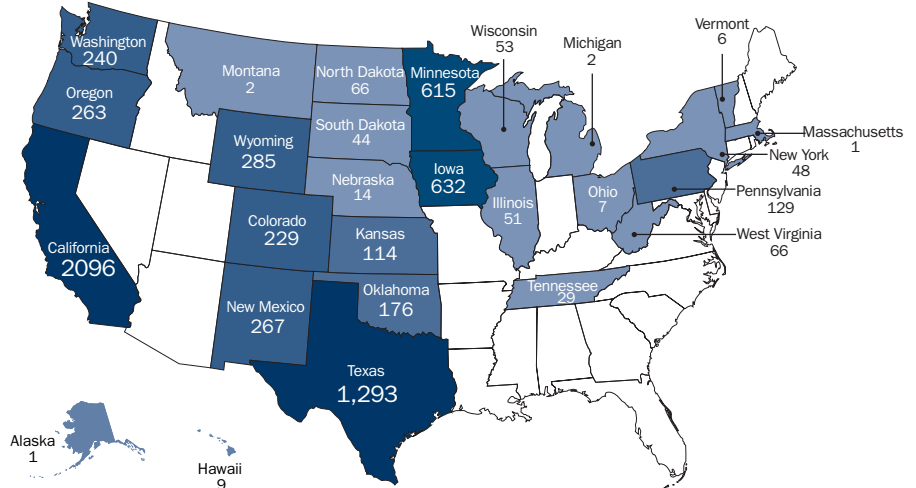 Washington
240
Oregon
263
California
2096
Montana
2
Wyoming
285
Colorado
229
New Mexico
267
North Dakota
66
South Dakota
44
Nebraska
14
Kansas
114
Oklahoma
176
Texas
1,293
Minnesota
615
Iowa
632
Wisconsin
53
Illinois
51
Michigan
2
Ohio
7
Tennessee
29
Vermont
6
Massachusetts
1
New York
48
Pennsylvania
129
West Virginia
66
Alaska
1
Hawaii
9